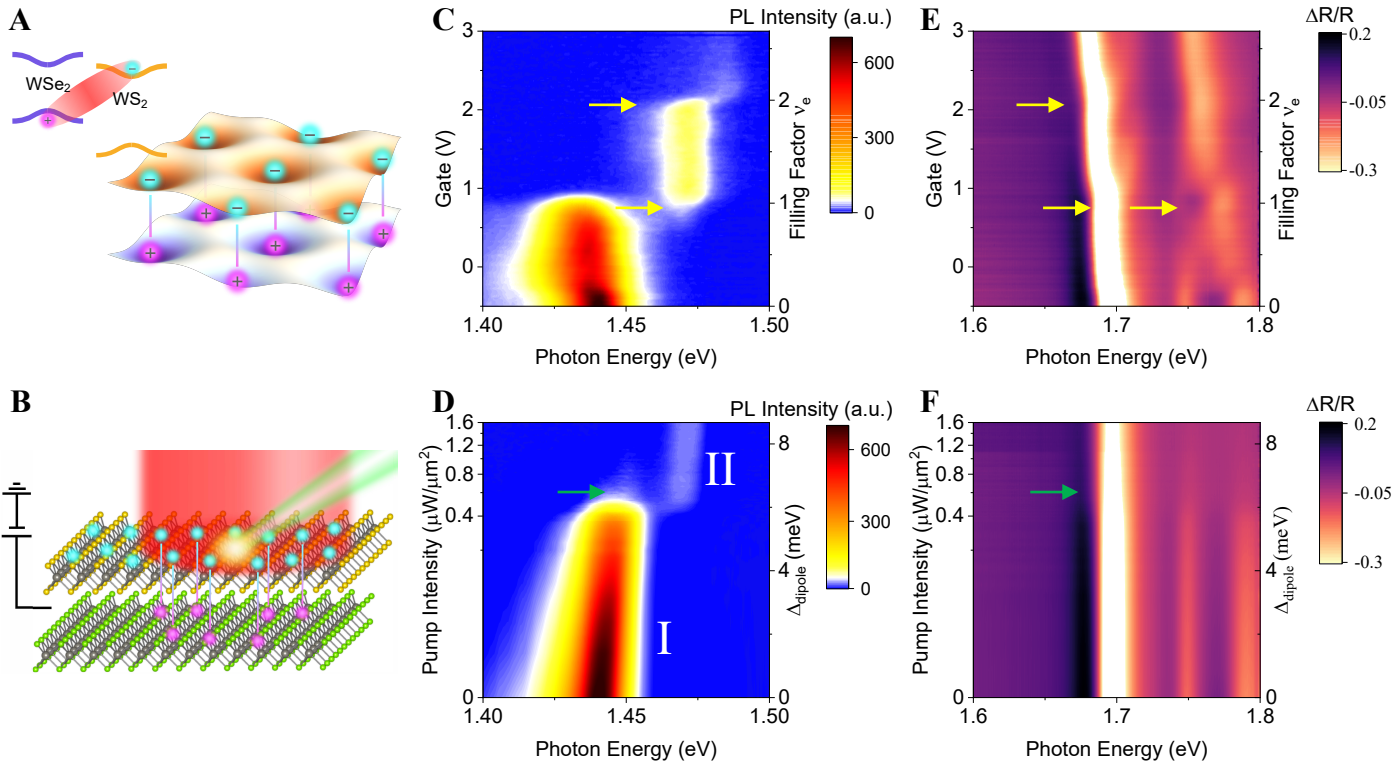 A
WSe2
WS2
B
C
PL Intensity (a.u.)
3
2
1
0
Gate (V)
2
1
0
Filling Factor νe
600
300
0
1.40
1.45
1.50
Photon Energy (eV)
E
ΔR/R
3
2
1
0
Gate (V)
2
1
0
Filling Factor νe
0.2
-0.05
-0.3
1.6
1.7
1.8
Photon Energy (eV)
D
PL Intensity (a.u.)
1.6
1.2
0.8
0.4
0
Pump Intensity (μW/μm²)
II
I
8
4
0
Δdipole (meV)
600
300
0
1.40
1.45
1.50
Photon Energy (eV)
F
ΔR/R
1.6
1.2
0.8
0.4
0
Pump Intensity (μW/μm²)
8
4
0
Δdipole (meV)
0.2
-0.05
-0.3
1.6
1.7
1.8
Photon Energy (eV)